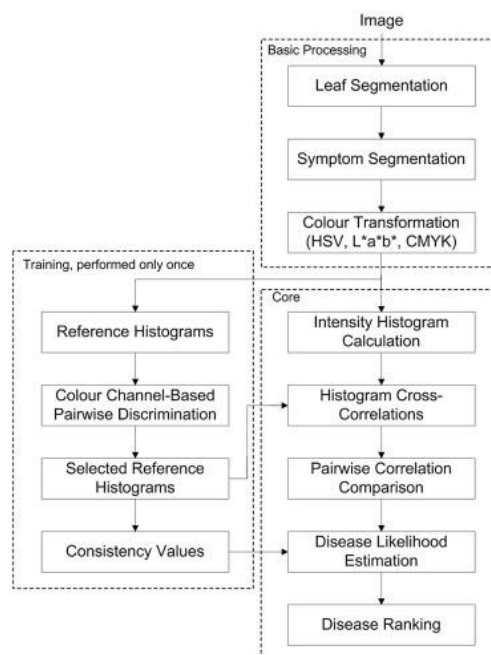 Image
Basic Processing
Leaf Segmentation
Symptom Segmentation
Colour Transformation
(HSV, L*a*b*, CMYK)
Training, performed only once
Reference Histograms
Colour Channel-Based
Pairwise Discrimination
Selected Reference
Histograms
Consistency Values
Core
Intensity Histogram
Calculation
Histogram Cross-
Correlations
Pairwise Correlation
Comparison
Disease Likelihood
Estimation
Disease Ranking